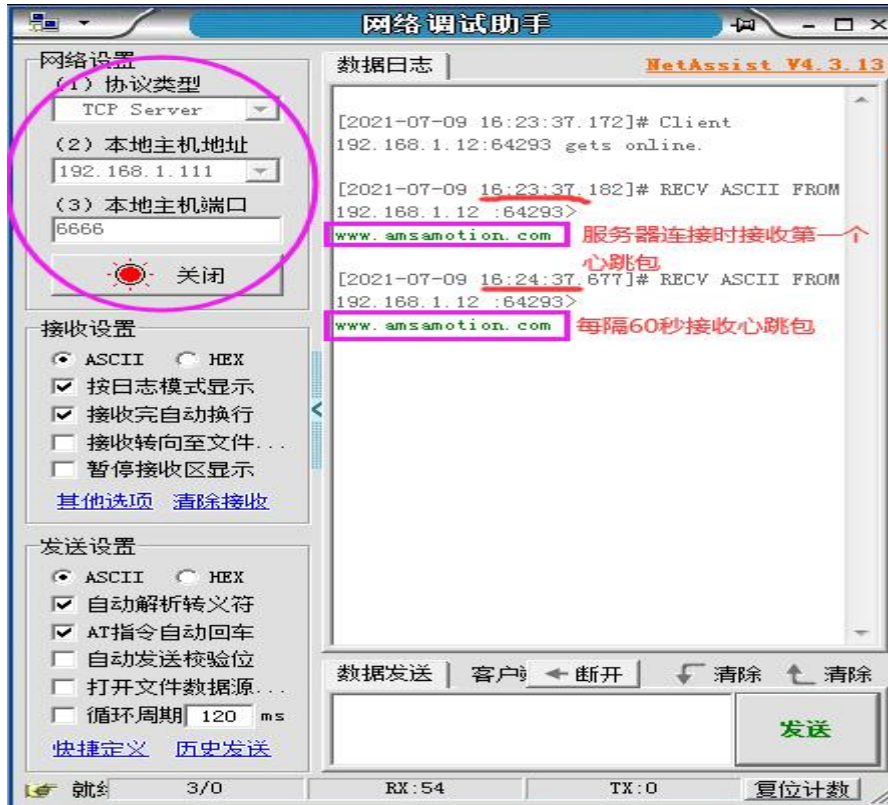 网络调试助手
网络设置
(1) 协议类型
TCP Server
(2) 本地主机地址
192.168.1.111
(3) 本地主机端口
6666
关闭
接收设置
ASCII HEX
按日志模式显示
接收完自动换行
接收转向至文件...
暂停接收区显示
其他选项 清除接收
发送设置
ASCII HEX
自动解析转义符
AT指令自动回车
自动发送校验位
打开文件数据源...
循环周期 120 ms
快捷定义 历史发送
数据日志 NetAssist V4.3.13
[2021-07-09 16:23:37.172]# Client
192.168.1.12:64293 gets online.
[2021-07-09 16:23:37.182]# RECV ASCII FROM
192.168.1.12 :64293>
www.amsamotion.com 服务器连接时接收第一个
心跳包
[2021-07-09 16:24:37.677]# RECV ASCII FROM
192.168.1.12 :64293>
www.amsamotion.com 每隔60秒接收心跳包
数据发送 客户 断开 清除 清除
发送
就 3/0 RX:54 TX:0 复位计数